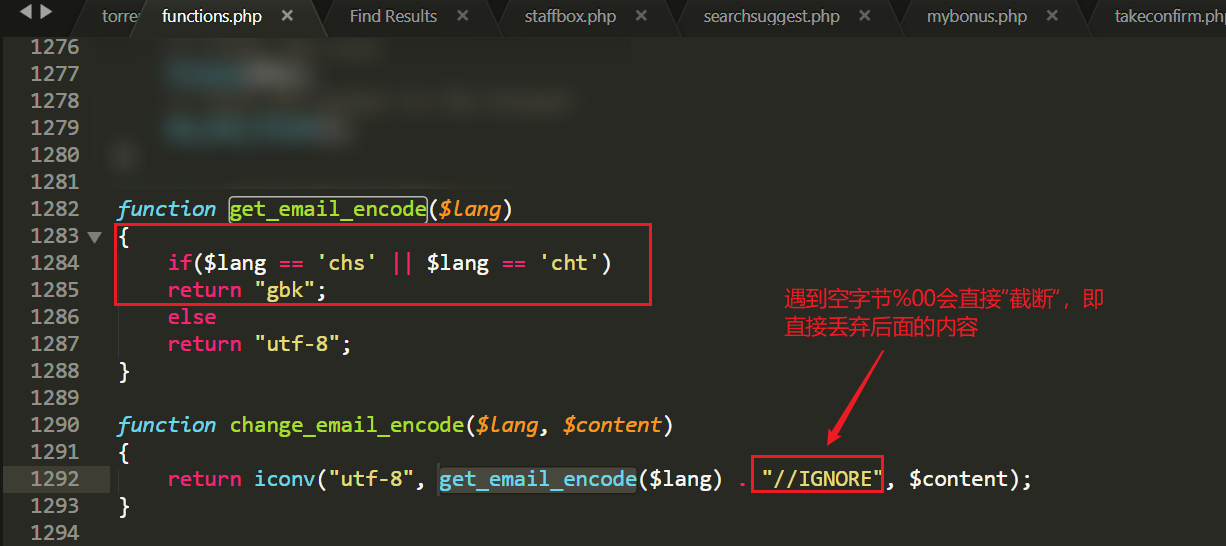 torre functions.php × Find Results × staffbox.php × searchsuggest.php × mybonus.php × takeconfirm.php
1276
1277
1278
1279
1280
1281
1282 function get_email_encode($lang)
1283 {
1284 if($lang == 'chs' || $lang == 'cht')
1285 return "gbk";
1286 else
1287 return "utf-8";
1288 }
1289
1290 function change_email_encode($lang, $content)
1291 {
1292 return iconv("utf-8", get_email_encode($lang) . "//IGNORE", $content);
1293 }
1294
遇到空字节%00会直接“截断“，即
直接丢弃后面的内容